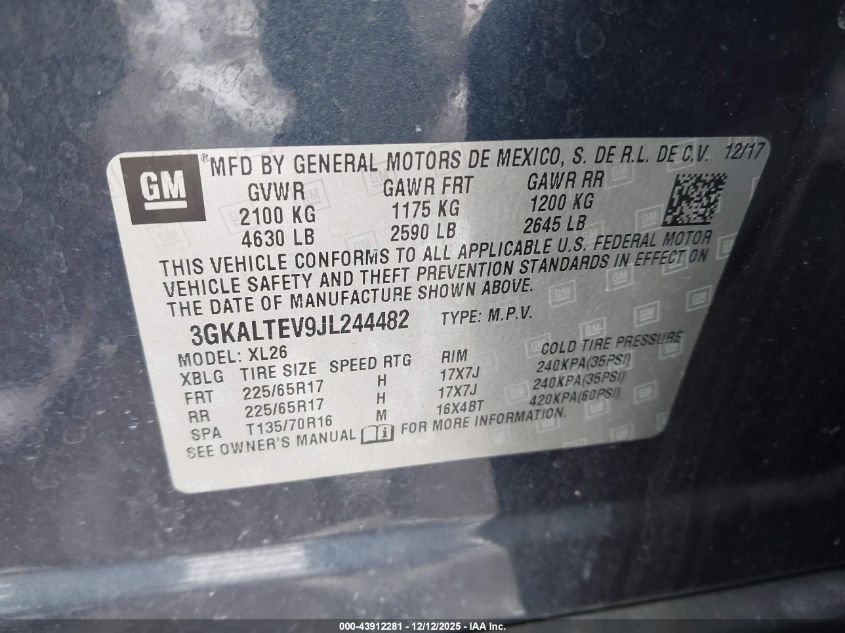 GM
® MFD BY GENERAL MOTORS DE MEXICO, S. DE R.L. DE C.V. 12/17
GVWR GAWR FRT GAWR RR
2100 KG 1175 KG 1200 KG
4630 LB 2590 LB 2645 LB
THIS VEHICLE CONFORMS TO ALL APPLICABLE U.S. FEDERAL MOTOR
VEHICLE SAFETY AND THEFT PREVENTION STANDARDS IN EFFECT ON
THE DATE OF MANUFACTURE SHOWN ABOVE.
3GKALTEV9JL244482 TYPE: M.P.V.
MODEL: XL26
XBLG TIRE SIZE SPEED RTG RIM COLD TIRE PRESSURE
FRT 225/65R17 H 17X7J 240KPA(35PSI)
RR 225/65R17 H 17X7J 240KPA(35PSI)
SPA T135/70R16 M 16X4BT 420KPA(60PSI)
SEE OWNER'S MANUAL FOR MORE INFORMATION.
000-43912281 - 12/12/2025 - IAA Inc.